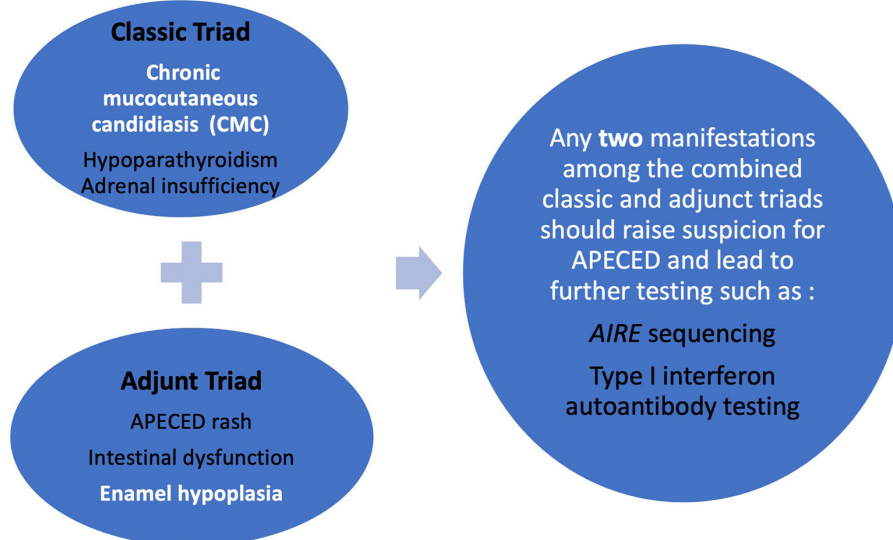 Classic Triad
Chronic
mucocutaneous
candidiasis (CMC)
Hypoparathyroidism
Adrenal insufficiency
Adjunt Triad
APECED rash
Intestinal dysfunction
Enamel hypoplasia
Any two manifestations
among the combined
classic and adjunct triads
should raise suspicion for
APECED and lead to
further testing such as :
AIRE sequencing
Type I interferon
autoantibody testing